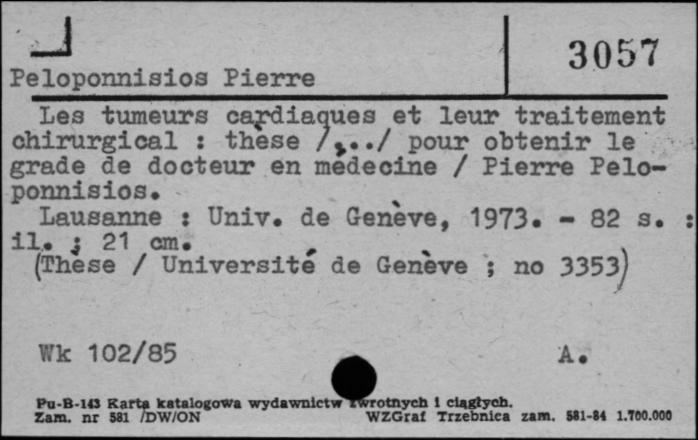 3057
Peloponnisios Pierre
Les tumeurs cardiaques et leur traitement
chirurgical : thèse /,../ pour obtenir le
grade de docteur en médecine / Pierre Pelo-
ponnisios.
Lausanne : Univ. de Genève, 1973. - 82 s. :
il. ; 21 cm.
(Thèse / Université de Genève ; no 3353)
Wk 102/85 A.
Pu-B-143 Karta katalogowa wydawnictw zwrotnych i ciągłych.
Zam. nr 581 /DW/ON WZGraf Trzebnica zam. 581-84 1.700.000